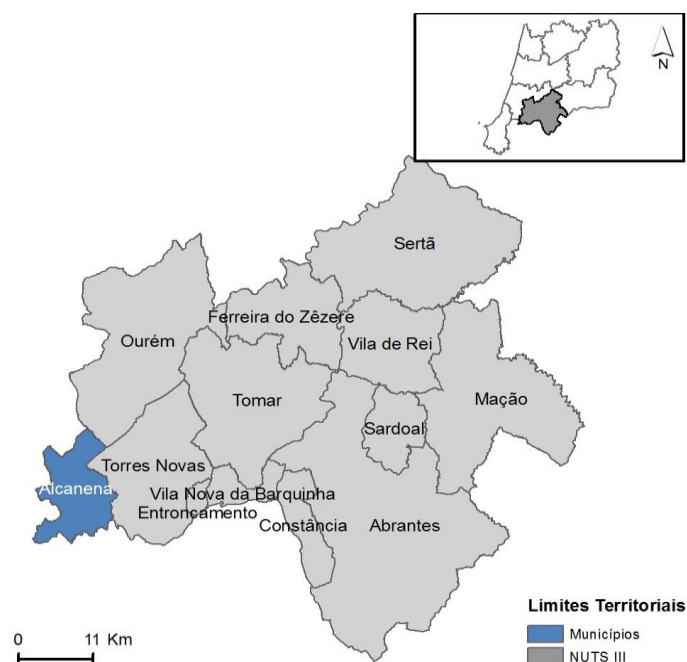 N
Sertã
Ferreira do Zêzere
Ourém
Vila de Rei
Tomar
Mação
Sardoal
Torres Novas
Alcanena
Vila Nova da Barquinha
Entroncamento
Constância
Abrantes
Limites Territoriais
Municípios
NUTS III
0 11 Km